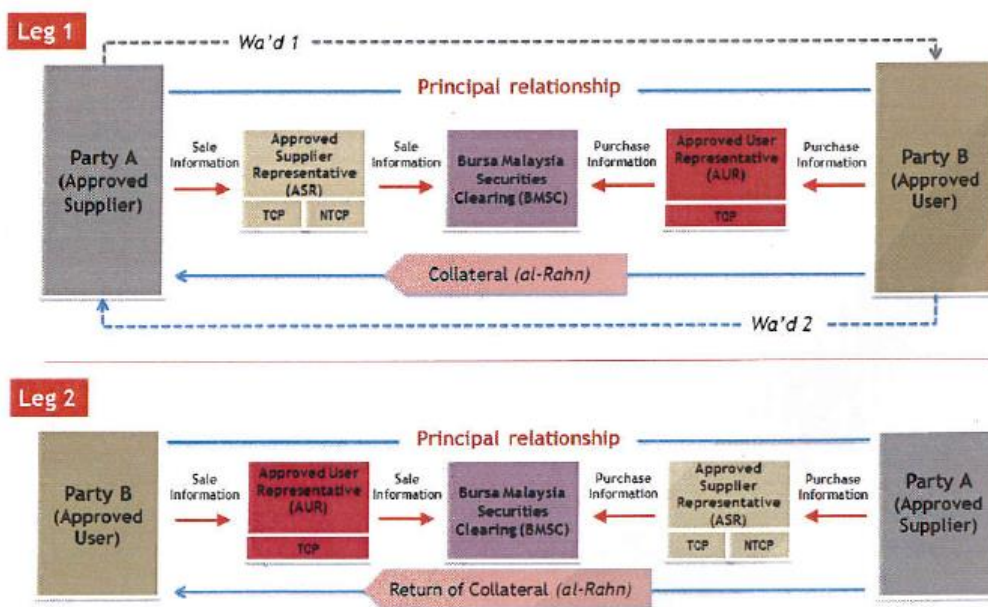 Leg 1
Wa'd 1
Principal relationship
Party A
(Approved
Supplier)
Sale
Information
Approved
Supplier
Representative
(ASR)
TCP
NTCP
Sale
Information
Bursa Malaysia
Securities
Clearing (BMSC)
Purchase
Information
Approved User
Representative
(AUR)
TCP
Purchase
Information
Party B
(Approved
User)
Collateral (al-Rahn)
Wa'd 2
Leg 2
Principal relationship
Party B
(Approved
User)
Sale
Information
Approved User
Representative
(AUR)
TCP
Sale
Information
Bursa Malaysia
Securities
Clearing (BMSC)
Purchase
Information
Approved
Supplier
Representative
(ASR)
TCP
NTCP
Purchase
Information
Party A
(Approved
Supplier)
Return of Collateral (al-Rahn)